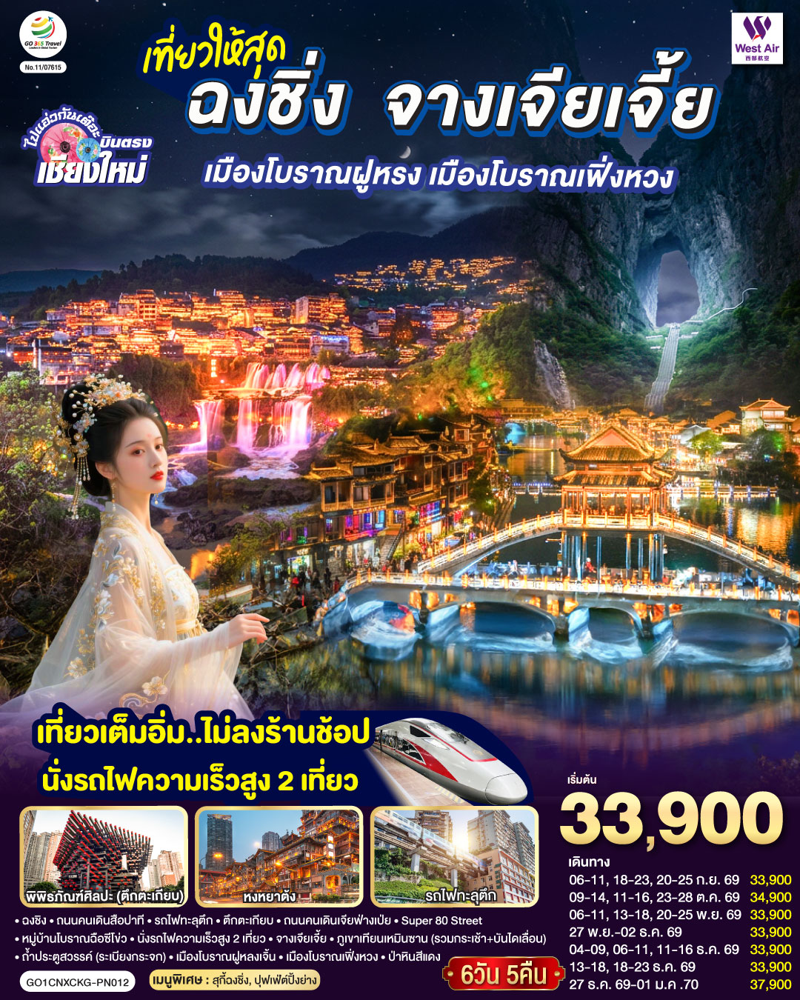 GO 365 Travel
Leaders in Global Tourism
No.11/07615
West Air
西部航空
เที่ยวให้สุด
ฉงชิ่ง จางเจียเจี้ย
ไปแอ่วกันเต๊อะ
บินตรง
เชียงใหม่
เมืองโบราณฝูหรง เมืองโบราณเฟิ่งหวง
เที่ยวเต็มอิ่ม..ไม่ลงร้านช้อป
นั่งรถไฟความเร็วสูง 2 เที่ยว
พิพิธภัณฑ์ศิลปะ (ตึกตะเกียบ)
หงหยาต้ง
รถไฟทะลุตึก
• ฉงชิ่ง • ถนนคนเดินสือปาที • รถไฟทะลุตึก • ตึกตะเกียบ • ถนนคนเดินเจียฟ่างเป่ย • Super 80 Street
• หมู่บ้านโบราณฉือชีโข่ว • นั่งรถไฟความเร็วสูง 2 เที่ยว • จางเจียเจี้ย • ภูเขาเทียนเหมินซาน (รวมกระเช้า+บันไดเลื่อน)
• ถ้ำประตูสวรรค์ (ระเบียงกระจก) • เมืองโบราณฝูหลงเจิ้น • เมืองโบราณเฟิ่งหวง • ป่าหินสีแดง
GO1CNXCKG-PN012
เมนูพิเศษ : สุกี้ฉงชิ่ง, บุฟเฟ่ต์ปิ้งย่าง
6วัน 5คืน
เริ่มต้น
33,900
เดินทาง
06-11, 18-23, 20-25 ก.ย. 69 33,900
09-14, 11-16, 23-28 ต.ค. 69 34,900
06-11, 13-18, 20-25 พ.ย. 69 33,900
27 พ.ย.-02 ธ.ค. 69 33,900
04-09, 06-11, 11-16 ธ.ค. 69 33,900
13-18, 18-23 ธ.ค. 69 33,900
27 ธ.ค. 69-01 ม.ค .70 37,900